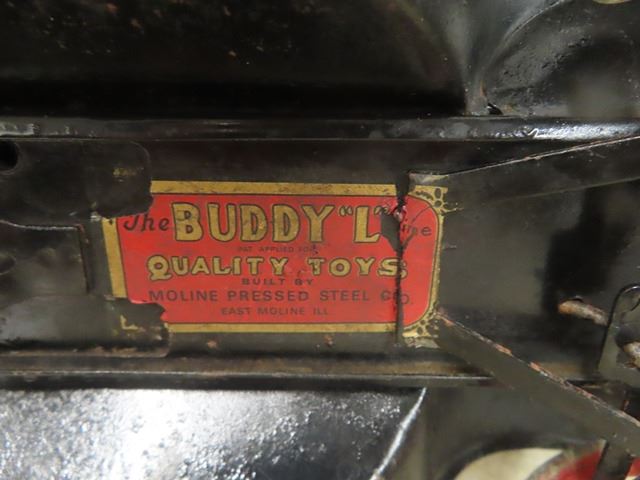 The BUDDY "L" Line
PAT. APPLIED FOR
QUALITY TOYS
BUILT BY
MOLINE PRESSED STEEL CO.
EAST MOLINE ILL.